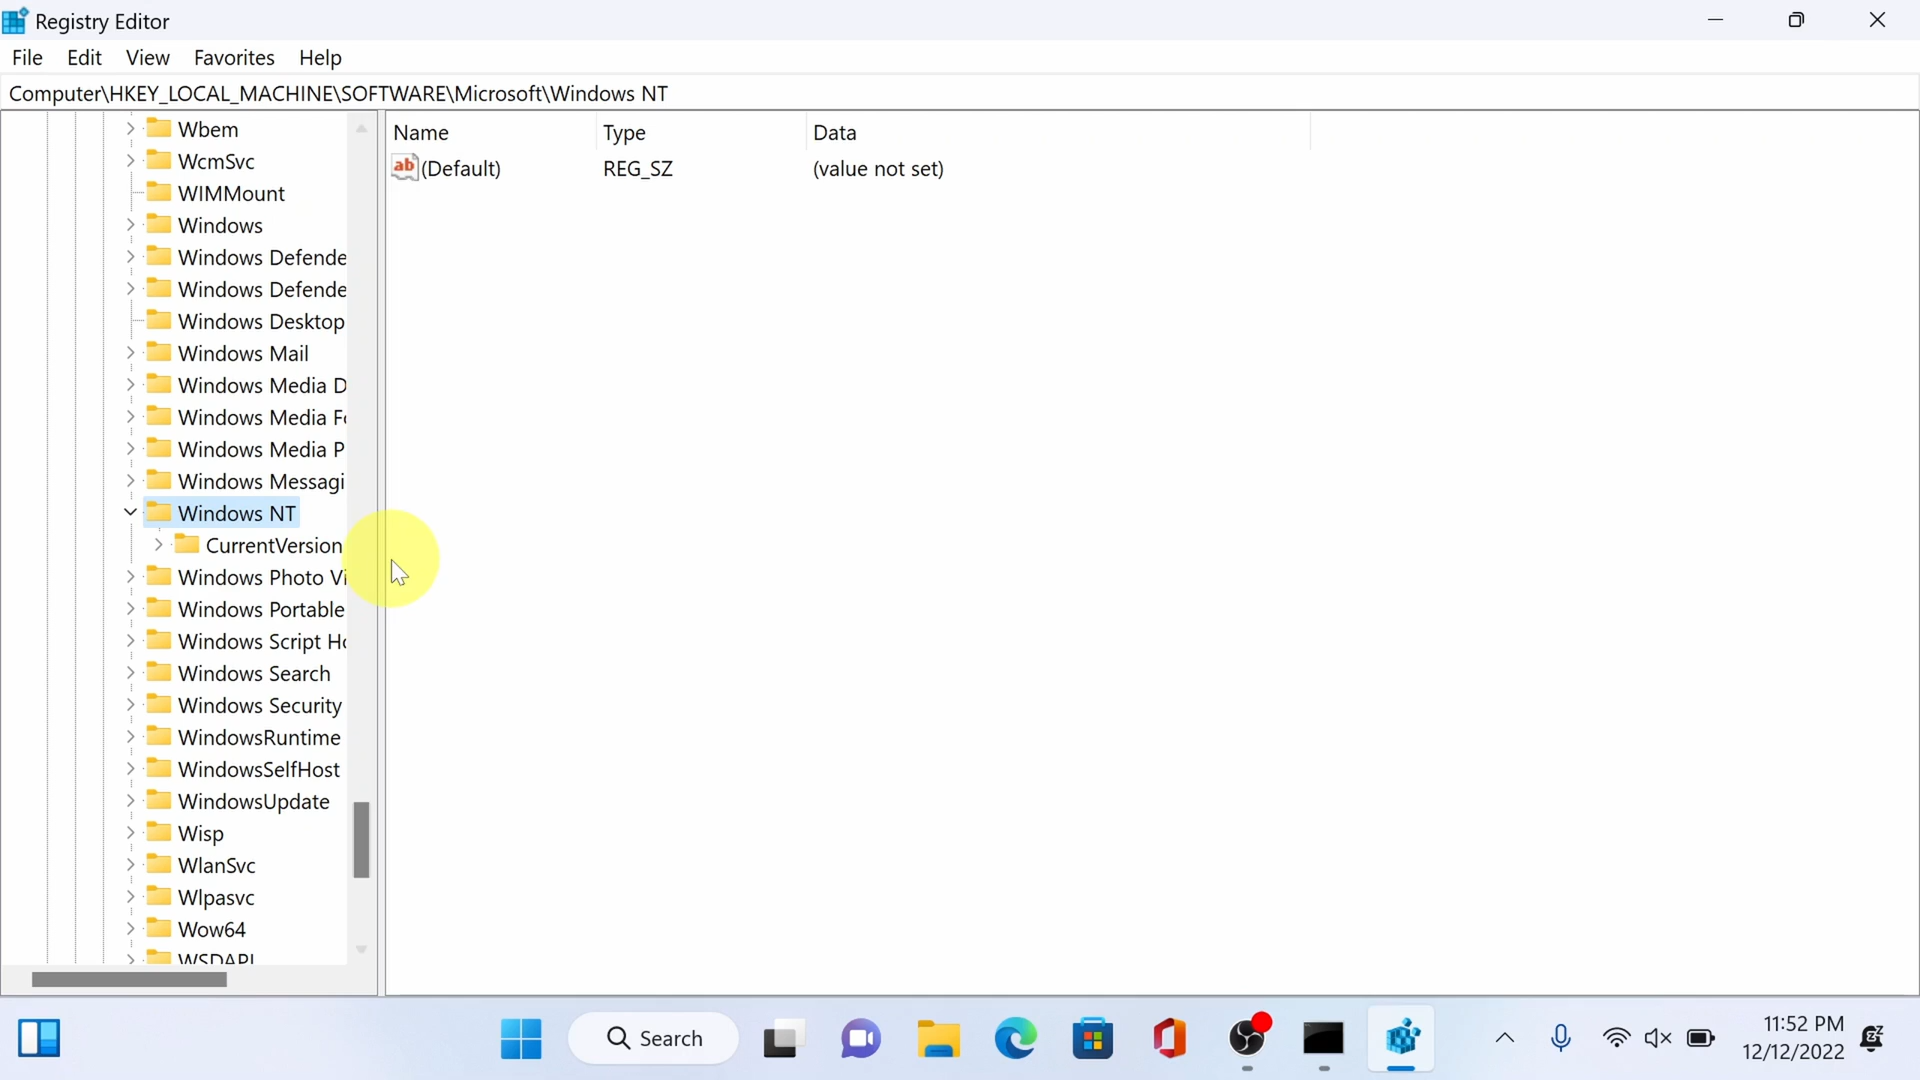 Registry Editor
File Edit View Favorites Help
Computer\HKEY_LOCAL_MACHINE\SOFTWARE\Microsoft\Windows NT
Wbem
WcmSvc
WIMMount
Windows
Windows Defende
Windows Defende
Windows Desktop
Windows Mail
Windows Media D
Windows Media F
Windows Media P
Windows Messagi
Windows NT
CurrentVersion
Windows Photo Vi
Windows Portable
Windows Script H
Windows Search
Windows Security
WindowsRuntime
WindowsSelfHost
WindowsUpdate
Wisp
WlanSvc
Wlpasvc
Wow64
WSDAPI
Name Type Data
ab (Default) REG_SZ (value not set)
Search
11:52 PM
12/12/2022